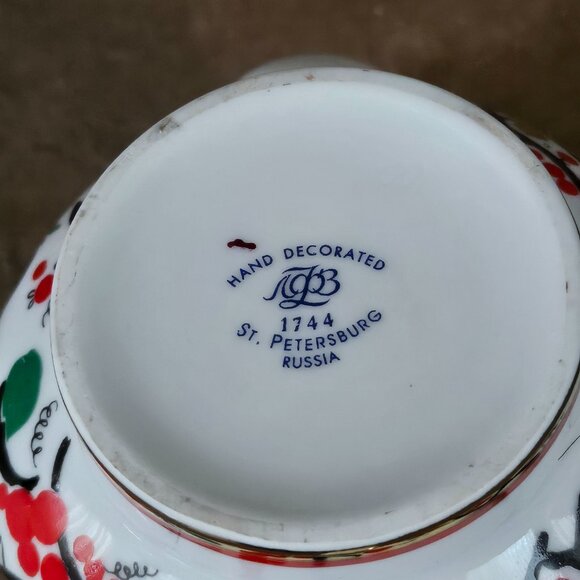 HAND DECORATED
ЛФЗ
1744
ST. PETERSBURG
RUSSIA